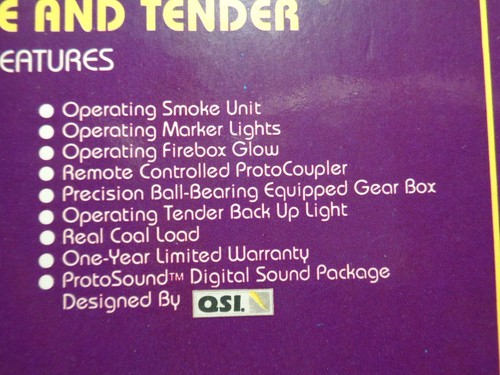 E AND TENDER
EATURES
● Operating Smoke Unit
● Operating Marker Lights
● Operating Firebox Glow
● Remote Controlled ProtoCoupler
● Precision Ball-Bearing Equipped Gear Box
● Operating Tender Back Up Light
● Real Coal Load
● One-Year Limited Warranty
● ProtoSound™ Digital Sound Package
Designed By QSI.